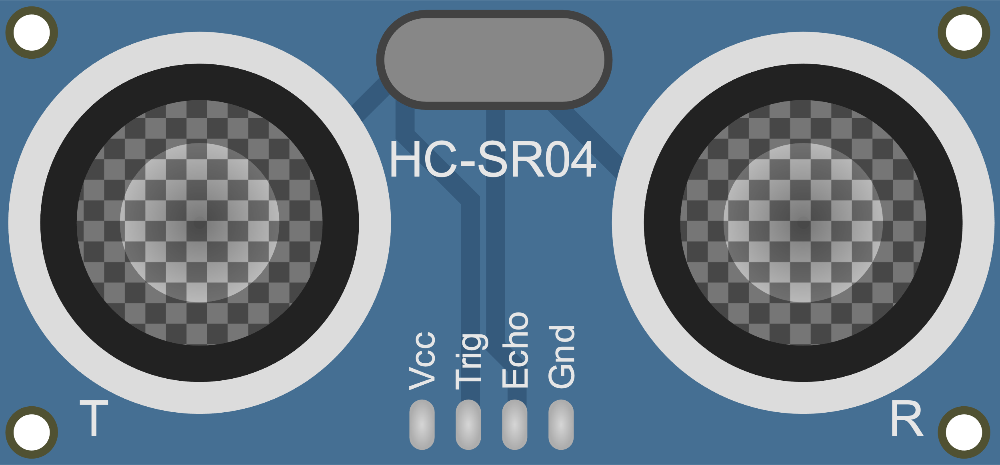 HC-SR04
Vcc
Trig
Echo
Gnd
T
R